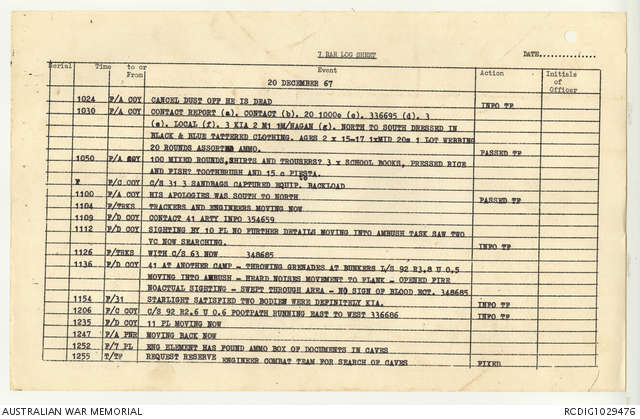 7 RAR LOG SHEET
DATE..............
Serial Time to or From Event Action Initials of Officer
20 DECEMBER 67
1024 F/A COY CANCEL DUST OFF HE IS DEAD INFO TF
1030 F/A COY CONTACT REPORT (a). CONTACT (b). 20 1000o (c). 336695 (d). 3
(e). LOCAL (f). 3 KIA 2 M1 1M/NAGAN (g). NORTH TO SOUTH DRESSED IN
BLACK & BLUE TATTERED CLOTHING. AGES 2 x 15-17 1xMID 20s 1 LOT WEBBING
20 ROUNDS ASSORTED AMMO. PASSED TF
1050 F/A COY 100 MIXED ROUNDS, SHIRTS AND TROUSERS? 3 x SCHOOL BOOKS, PRESSED RICE
AND FISH? TOOTHBRUSH AND 15 c PIESTA.
F F/C COY C/S 31 3 SANDBAGS CAPTURED EQUIP. to BACKLOAD
1100 F/A COY HIS APOLOGIES WAS SOUTH TO NORTH PASSED TF
1104 F/TRKS TRACKERS AND ENGINEERS MOVING NOW
1109 F/D COY CONTACT 41 ARTY INFO 354659
1112 F/D COY SIGHTING BY 10 PL NO FURTHER DETAILS MOVING INTO AMBUSH TASK SAW TWO
VC NOW SEARCHING. INFO TF
1126 F/TRKS WITH C/S 63 NOW 348685
1136 F/D COY 41 AT ANOTHER CAMP - THROWING GRENADES AT BUNKERS L/S 92 R3,8 U 0.5
MOVING INTO AMBUSH - HEARD NOISES MOVEMENT TO FLANK - OPENED FIRE
NOACTUAL SIGHTING - SWEPT THROUGH AREA - NO SIGN OF BLOOD ECT. 348685
1154 F/31 STARLIGHT SATISFIED TWO BODIES WERE DEFINITELY KIA. INFO TF
1206 F/C COY C/S 92 R2.6 U 0.6 FOOTPATH RUNNING EAST TO WEST 336686 INFO TF
1235 F/D COY 11 PL MOVING NOW
1247 F/A PNR MOVING BACK NOW
1252 F/7 PL ENG ELEMENT HAS FOUND AMMO BOX OF DOCUMENTS IN CAVES
1255 T/TF REQUEST RESERVE ENGINEER COMBAT TEAM FOR SEARCH OF CAVES FIXED
AUSTRALIAN WAR MEMORIAL
RCDIG1029476